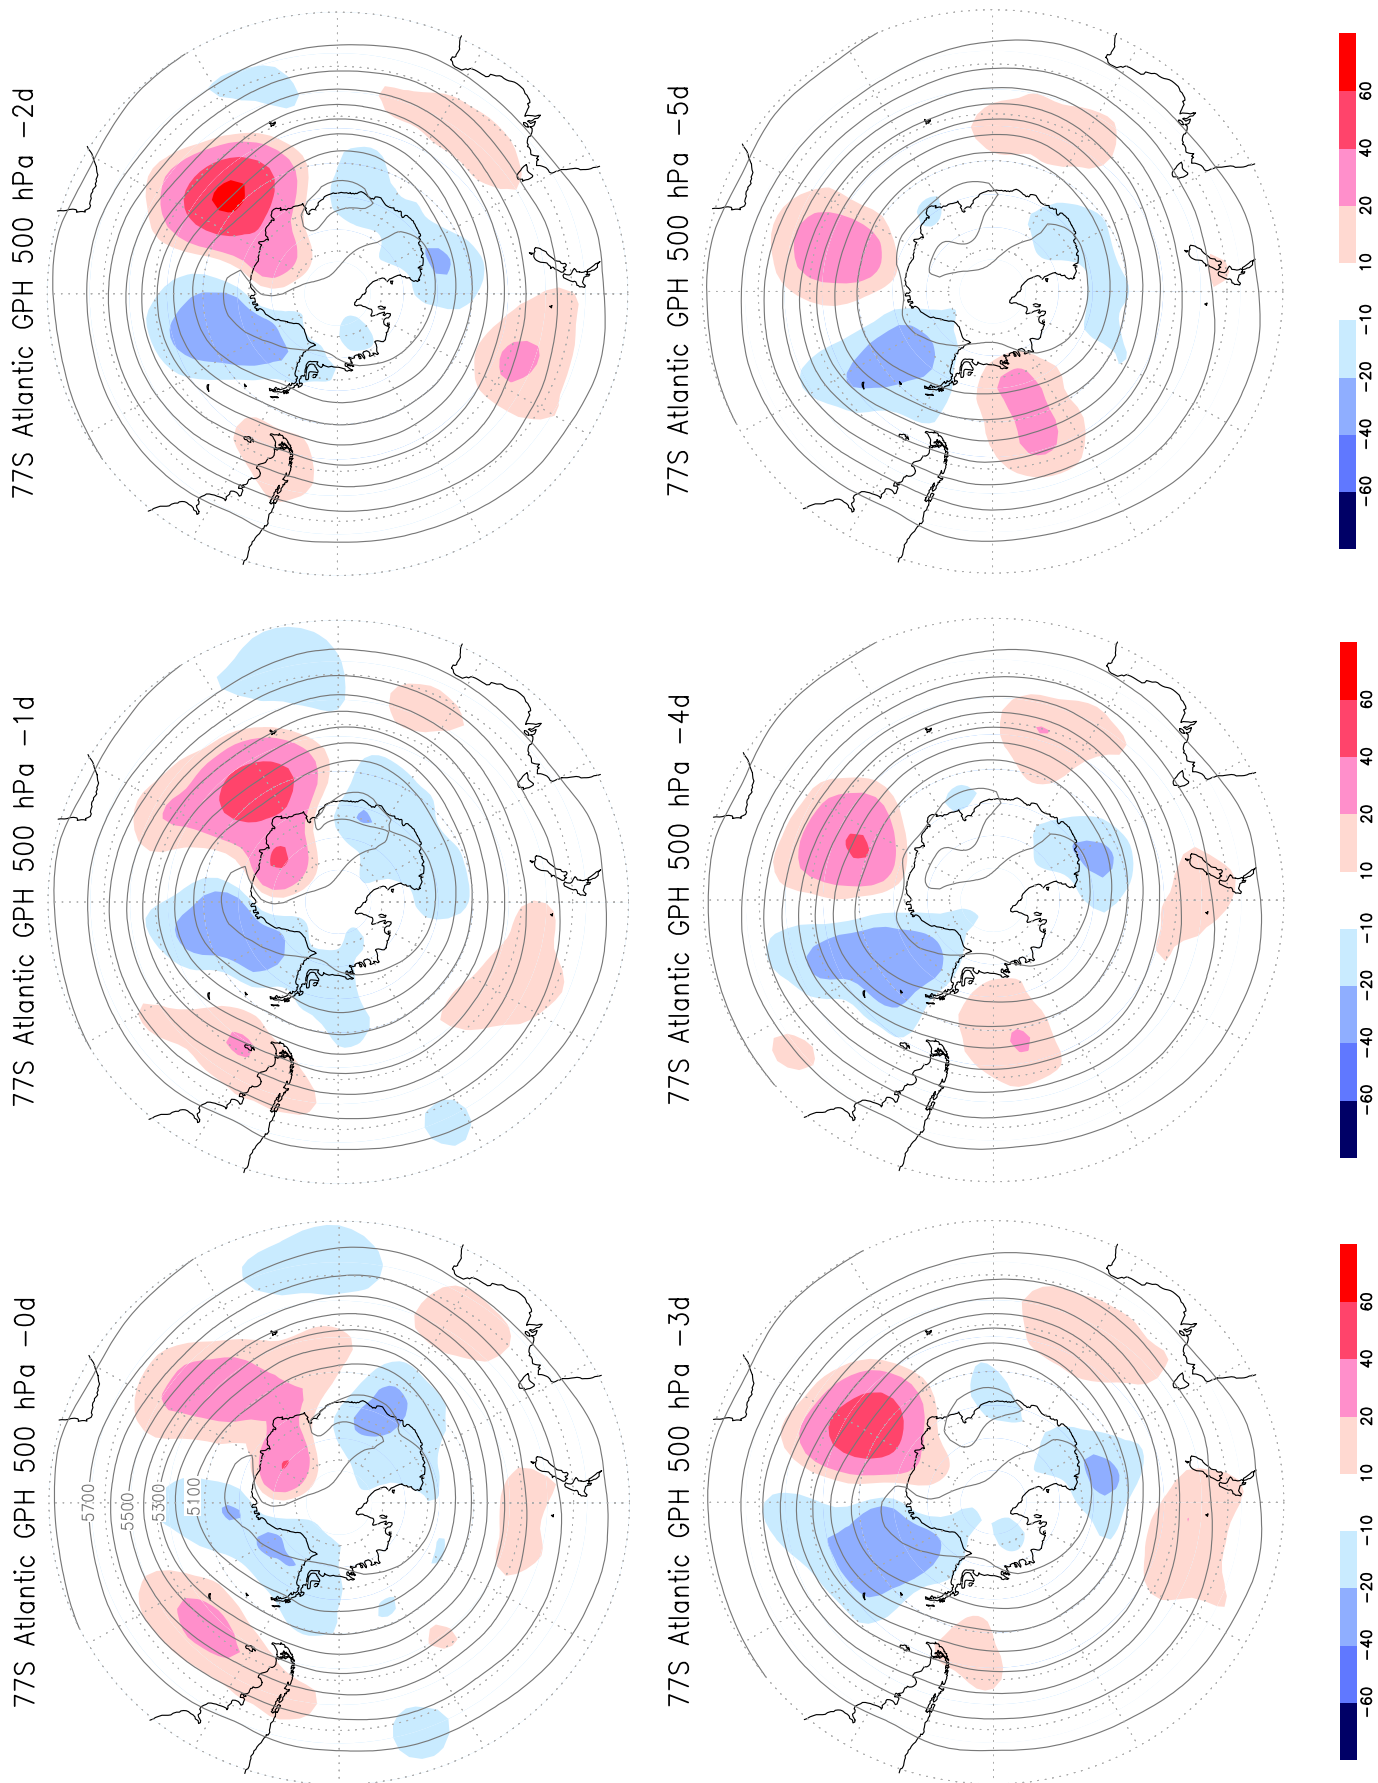 77S Atlantic GPH 500 hPa −0d
77S Atlantic GPH 500 hPa −1d
77S Atlantic GPH 500 hPa −2d
5700
5500
5300
5100
77S Atlantic GPH 500 hPa −3d
77S Atlantic GPH 500 hPa −4d
77S Atlantic GPH 500 hPa −5d
−60 −40 −20 −10 10 20 40 60
−60 −40 −20 −10 10 20 40 60
−60 −40 −20 −10 10 20 40 60